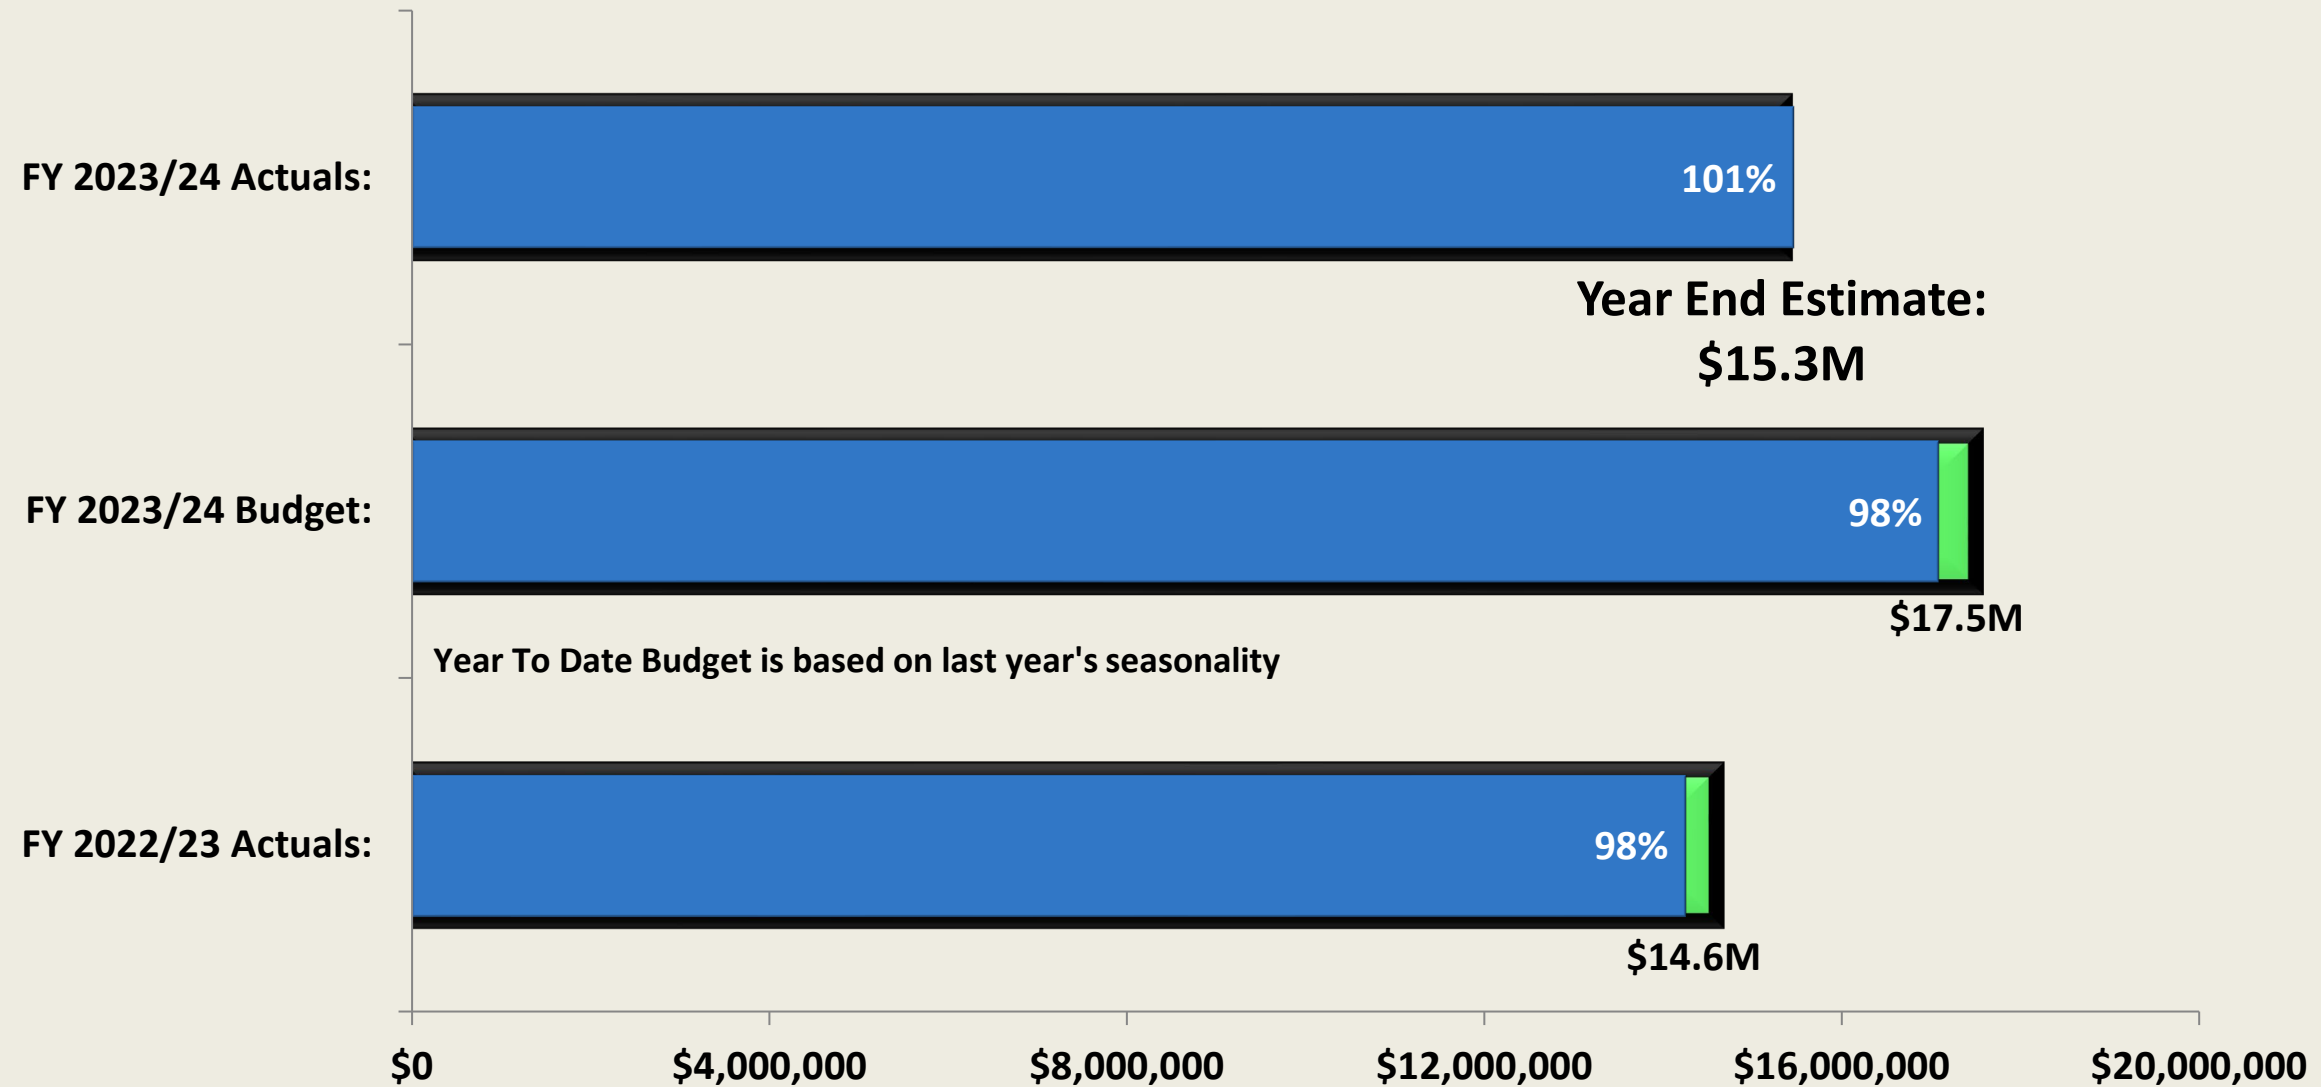 FY 2023/24 Actuals:
101%
Year End Estimate:
$15.3M
FY 2023/24 Budget:
98%
$17.5M
Year To Date Budget is based on last year's seasonality
FY 2022/23 Actuals:
98%
$14.6M
$0 $4,000,000 $8,000,000 $12,000,000 $16,000,000 $20,000,000